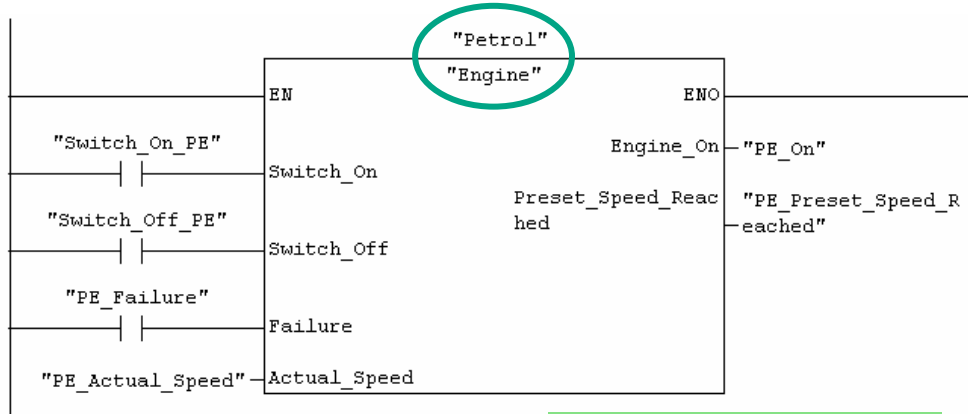 "Petrol"
"Engine"
EN
ENO
"Switch_On_PE"
Switch_On
Engine_On
"PE_On"
"Switch_Off_PE"
Switch_Off
Preset_Speed_Reac
hed
"PE_Preset_Speed_R
eached"
"PE_Failure"
Failure
"PE_Actual_Speed"
Actual_Speed